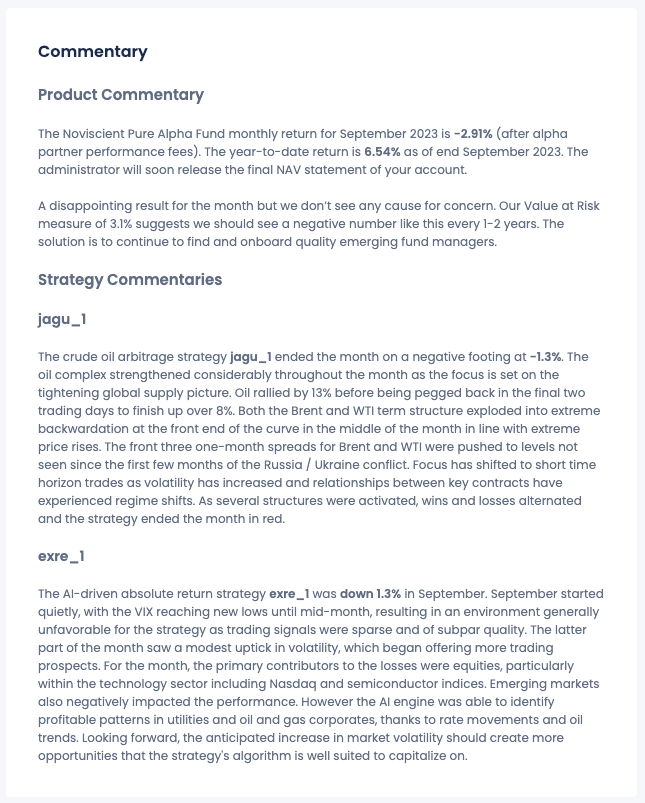 Commentary
Product Commentary
The Noviscient Pure Alpha Fund monthly return for September 2023 is -2.91% (after alpha
partner performance fees). The year-to-date return is 6.54% as of end September 2023. The
administrator will soon release the final NAV statement of your account.
A disappointing result for the month but we don't see any cause for concern. Our Value at Risk
measure of 3.1% suggests we should see a negative number like this every 1-2 years. The
solution is to continue to find and onboard quality emerging fund managers.
Strategy Commentaries
jagu_1
The crude oil arbitrage strategy jagu_1 ended the month on a negative footing at -1.3%. The
oil complex strengthened considerably throughout the month as the focus is set on the
tightening global supply picture. Oil rallied by 13% before being pegged back in the final two
trading days to finish up over 8%. Both the Brent and WTI term structure exploded into extreme
backwardation at the front end of the curve in the middle of the month in line with extreme
price rises. The front three one-month spreads for Brent and WTI were pushed to levels not
seen since the first few months of the Russia / Ukraine conflict. Focus has shifted to short time
horizon trades as volatility has increased and relationships between key contracts have
experienced regime shifts. As several structures were activated, wins and losses alternated
and the strategy ended the month in red.
exre_1
The AI-driven absolute return strategy exre_1 was down 1.3% in September. September started
quietly, with the VIX reaching new lows until mid-month, resulting in an environment generally
unfavorable for the strategy as trading signals were sparse and of subpar quality. The latter
part of the month saw a modest uptick in volatility, which began offering more trading
prospects. For the month, the primary contributors to the losses were equities, particularly
within the technology sector including Nasdaq and semiconductor indices. Emerging markets
also negatively impacted the performance. However the AI engine was able to identify
profitable patterns in utilities and oil and gas corporates, thanks to rate movements and oil
trends. Looking forward, the anticipated increase in market volatility should create more
opportunities that the strategy's algorithm is well suited to capitalize on.